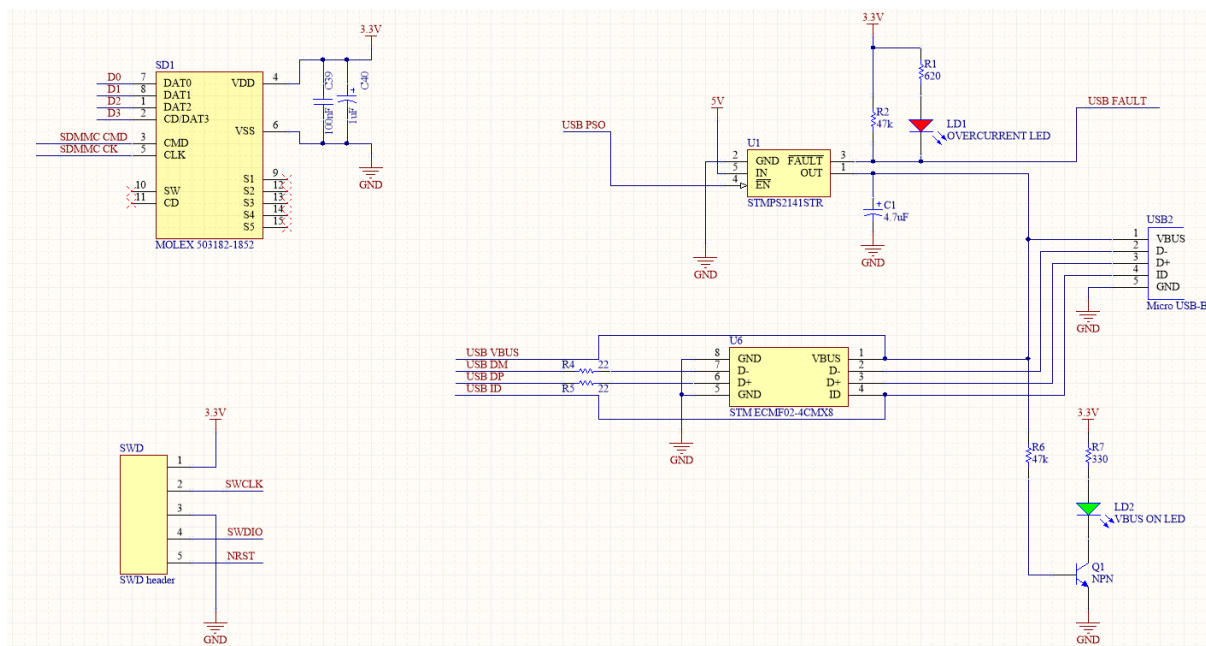 3.3V
SD1
D0 7 DAT0 VDD 4
D1 8 DAT1
D2 1 DAT2
D3 2 CD/DAT3 VSS 6
SDMMC CMD 3 CMD
SDMMC CK 5 CLK
S1 9
10 SW S2 12
11 CD S3 13
S4 14
S5 15
MOLEX 503182-1852
C39
100nF
C40
1uF
+
GND
3.3V
R1
620
R2
47k
LD1
OVERCURRENT LED
USB FAULT
5V
USB PSO
U1
2 GND FAULT 3
5 IN OUT 1
4 EN
STMPS2141STR
+ C1
4.7uF
GND
GND
USB2
1 VBUS
2 D-
3 D+
4 ID
5 GND
Micro USB-B
GND
U6
USB VBUS 8 GND VBUS 1
USB DM R4 22 7 D- D- 2
USB DP 6 D+ D+ 3
USB ID R5 22 5 GND ID 4
STM ECMF02-4CMX8
GND
3.3V
SWD
1
2 SWCLK
3
4 SWDIO
5 NRST
SWD header
GND
3.3V
R6
47k
R7
330
LD2
VBUS ON LED
Q1
NPN
GND